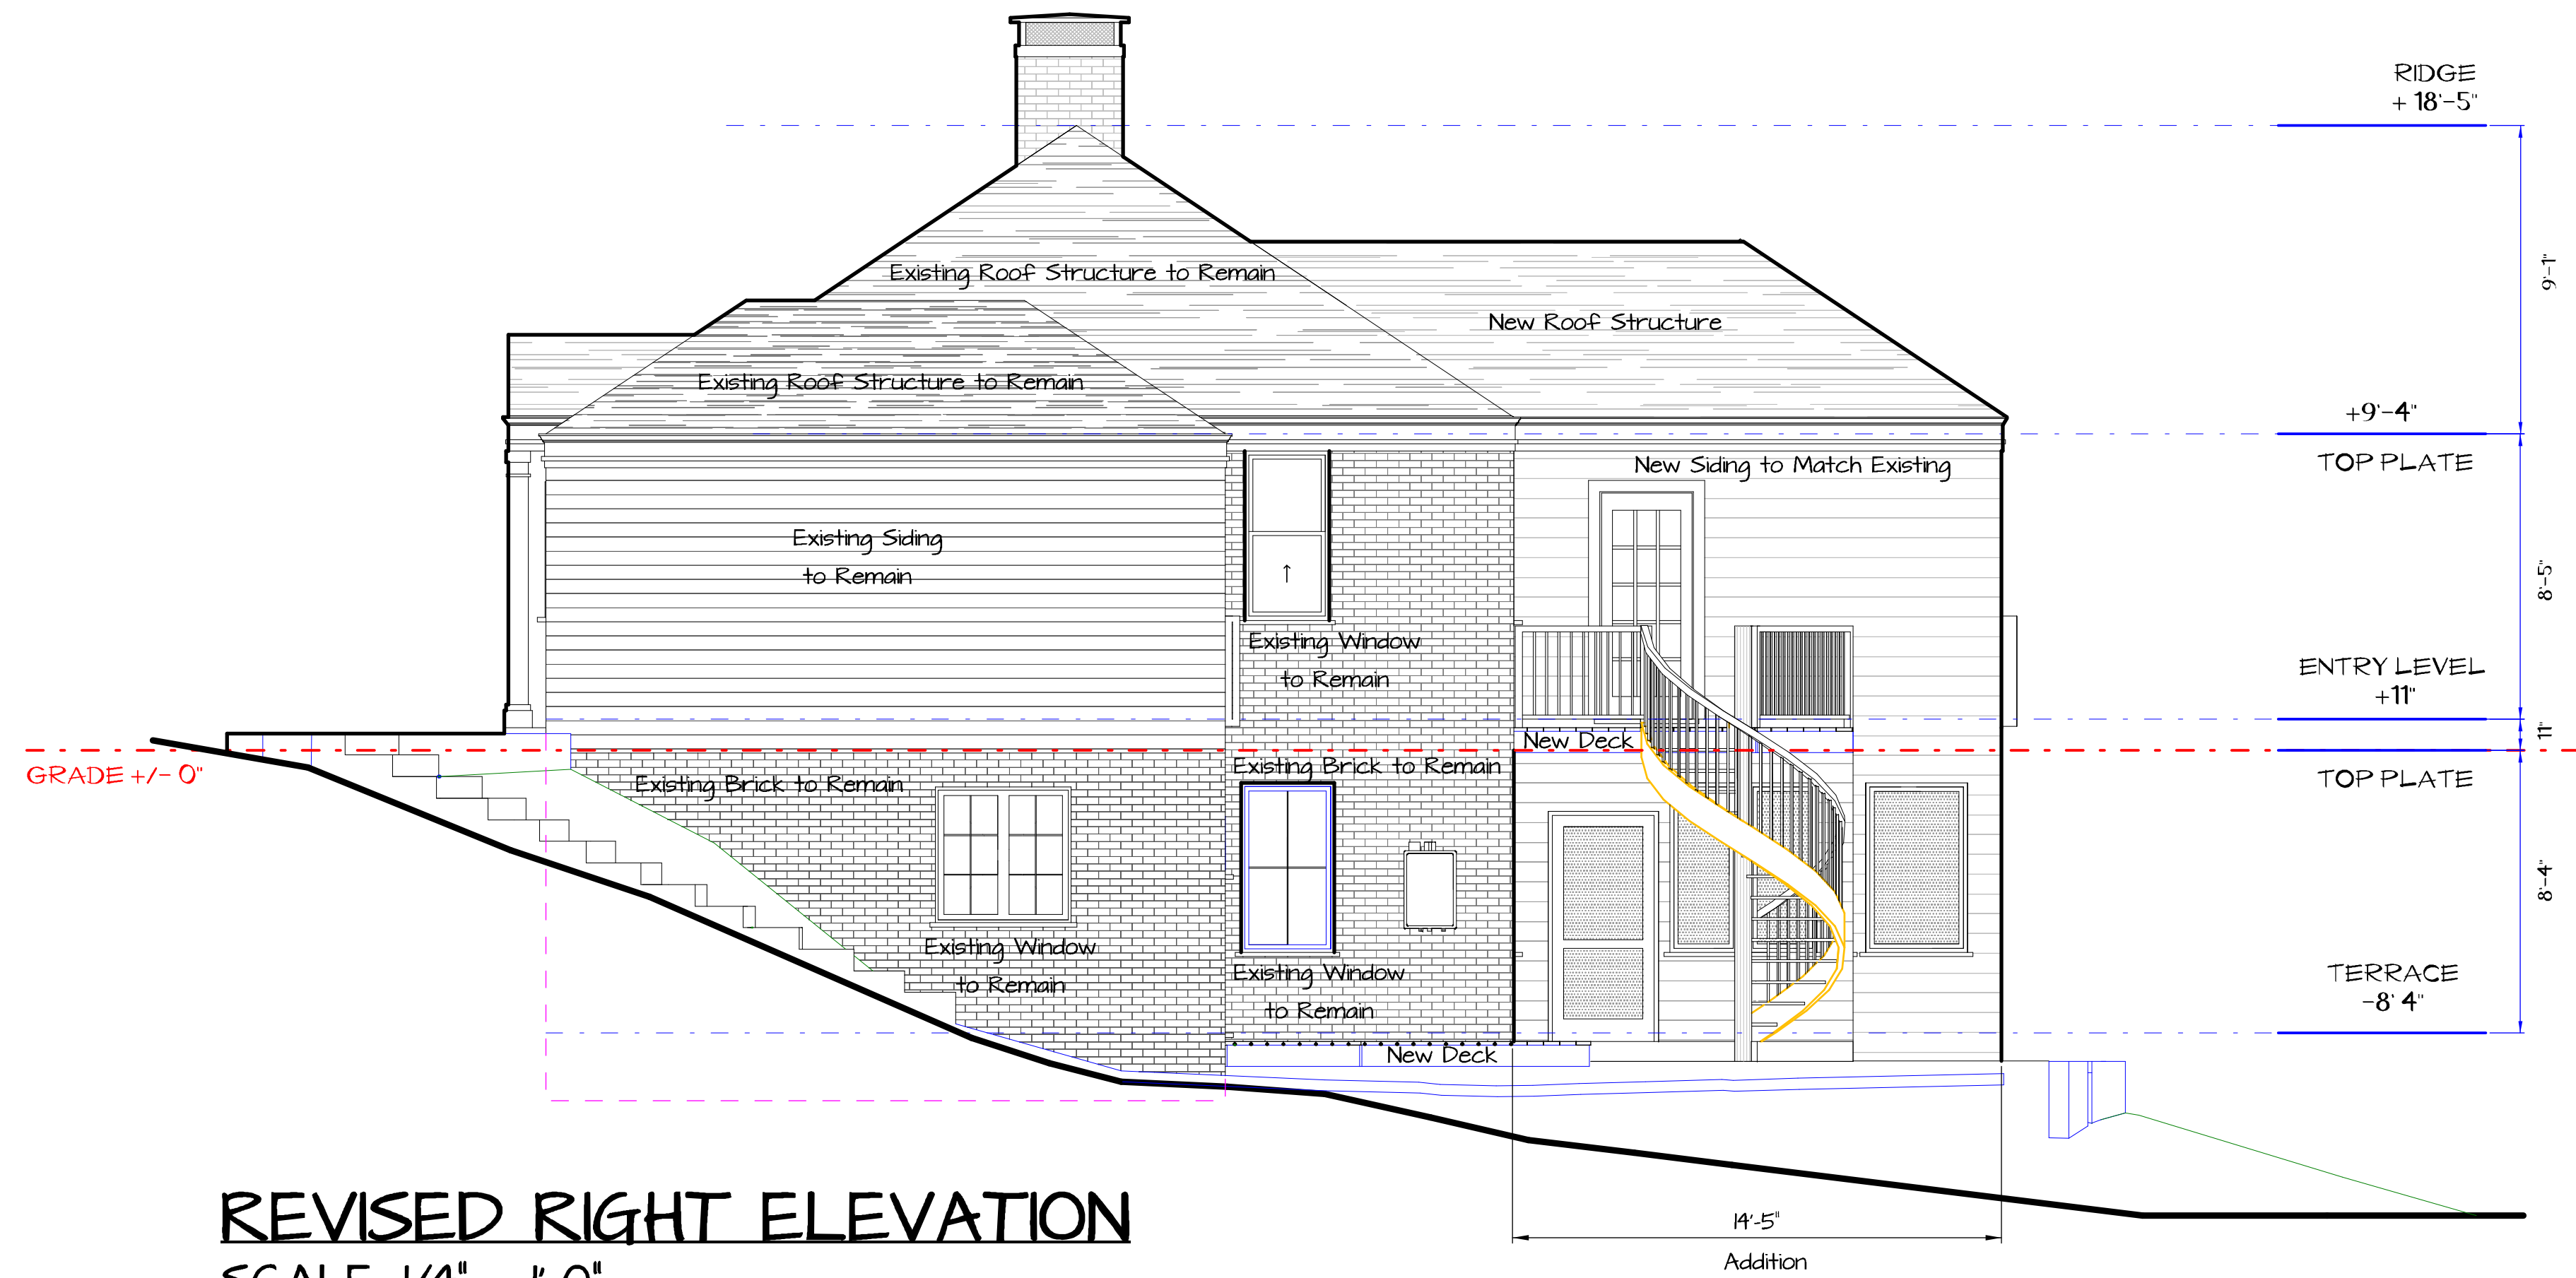 RIDGE
+ 18'-5"
9'-1"
Existing Roof Structure to Remain
New Roof Structure
Existing Roof Structure to Remain
+9'-4"
TOP PLATE
New Siding to Match Existing
Existing Siding
to Remain
↑
8'-5"
Existing Window
to Remain
ENTRY LEVEL
+11"
11"
New Deck
GRADE +/- 0"
Existing Brick to Remain
Existing Brick to Remain
TOP PLATE
8'-4"
Existing Window
to Remain
Existing Window
to Remain
TERRACE
-8' 4"
New Deck
REVISED RIGHT ELEVATION
14'-5"
Addition